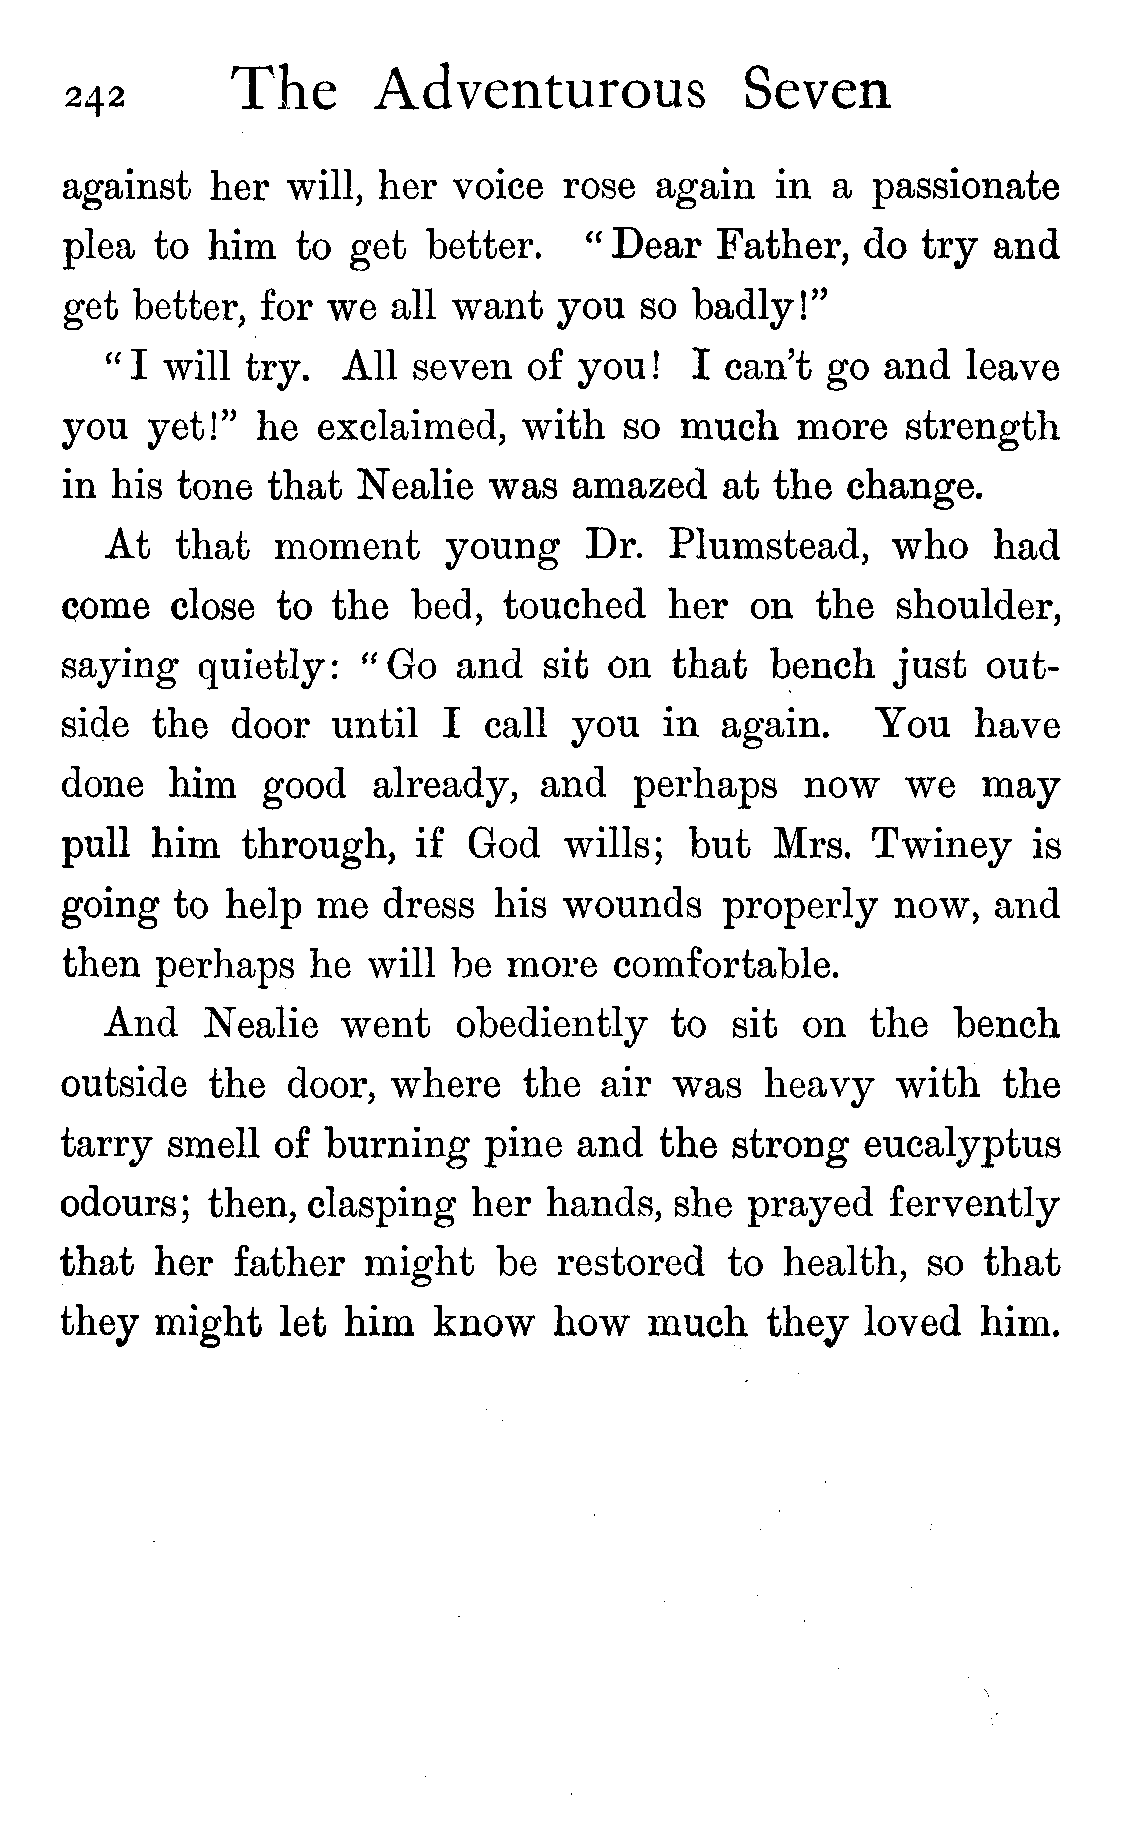 242 The Adventurous Seven
against her will, her voice rose again in a passionate
plea to him to get better. “Dear Father, do try and
get better, for we all want you so badly!”
“I will try. All seven of you! I can’t go and leave
you yet!” he exclaimed, with so much more strength
in his tone that Nealie was amazed at the change.
At that moment young Dr. Plumstead, who had
come close to the bed, touched her on the shoulder,
saying quietly: “Go and sit on that bench just out-
side the door until I call you in again. You have
done him good already, and perhaps now we may
pull him through, if God wills; but Mrs. Twiney is
going to help me dress his wounds properly now, and
then perhaps he will be more comfortable.
And Nealie went obediently to sit on the bench
outside the door, where the air was heavy with the
tarry smell of burning pine and the strong eucalyptus
odours; then, clasping her hands, she prayed fervently
that her father might be restored to health, so that
they might let him know how much they loved him.